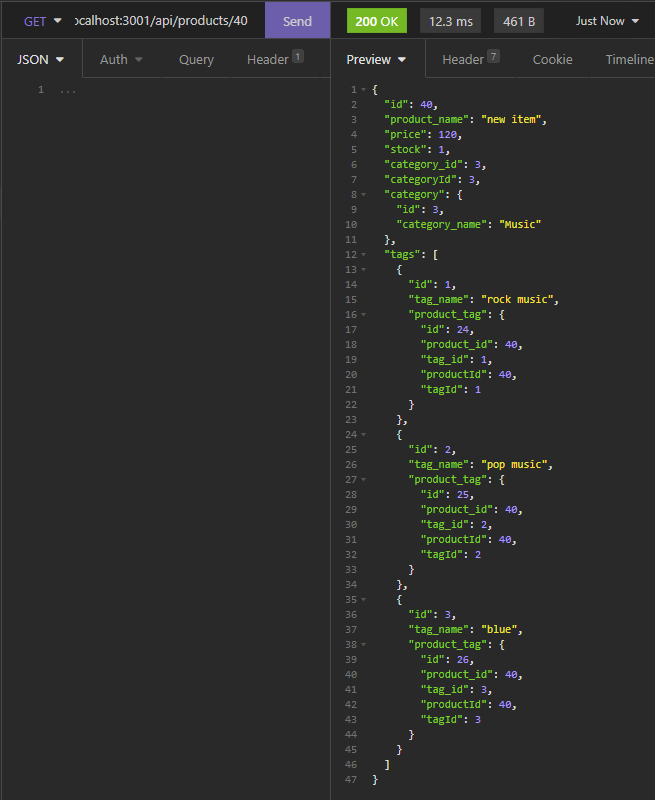 GET ocalhost:3001/api/products/40 Send 200 OK 12.3 ms 461 B Just Now
JSON Auth Query Header 1 Preview Header 7 Cookie Timeline
1 ...
1 {
2 "id": 40,
3 "product_name": "new item",
4 "price": 120,
5 "stock": 1,
6 "category_id": 3,
7 "categoryId": 3,
8 "category": {
9 "id": 3,
10 "category_name": "Music"
11 },
12 "tags": [
13 {
14 "id": 1,
15 "tag_name": "rock music",
16 "product_tag": {
17 "id": 24,
18 "product_id": 40,
19 "tag_id": 1,
20 "productId": 40,
21 "tagId": 1
22 }
23 },
24 {
25 "id": 2,
26 "tag_name": "pop music",
27 "product_tag": {
28 "id": 25,
29 "product_id": 40,
30 "tag_id": 2,
31 "productId": 40,
32 "tagId": 2
33 }
34 },
35 {
36 "id": 3,
37 "tag_name": "blue",
38 "product_tag": {
39 "id": 26,
40 "product_id": 40,
41 "tag_id": 3,
42 "productId": 40,
43 "tagId": 3
44 }
45 }
46 ]
47 }